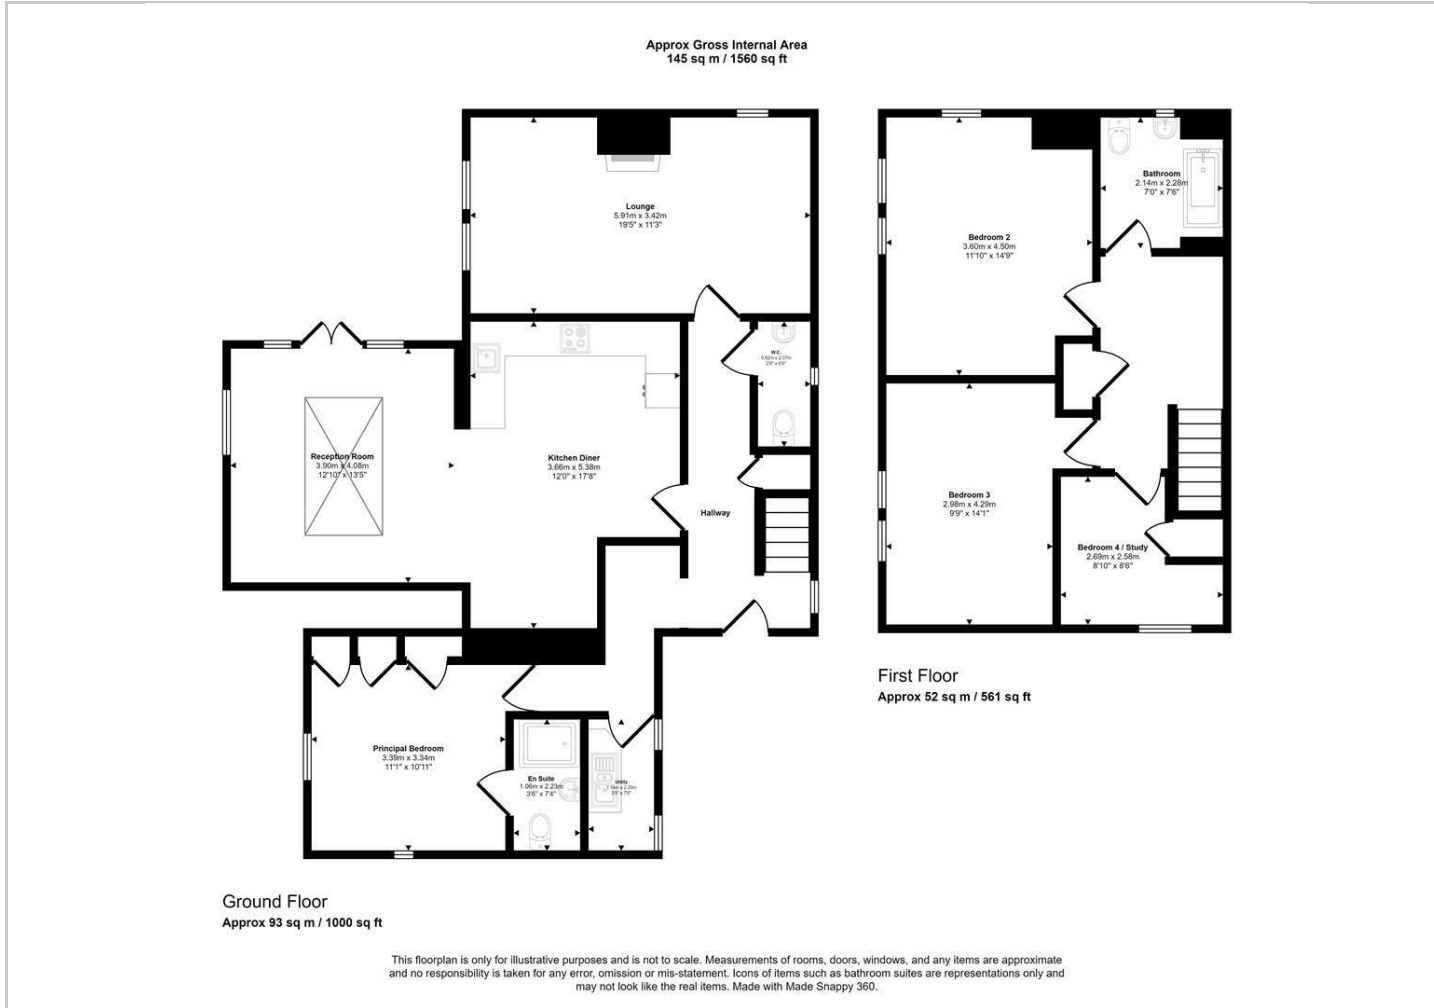 Approx Gross Internal Area
145 sq m / 1560 sq ft
Lounge
5.91m x 3.42m
19'5" x 11'3"
Reception Room
3.90m x 4.08m
12'10" x 13'5"
Kitchen Diner
3.66m x 5.38m
12'0" x 17'8"
W.C.
Hallway
Principal Bedroom
3.39m x 3.34m
11'1" x 10'11"
En Suite
1.06m x 2.23m
3'6" x 7'4"
Utility
Ground Floor
Approx 93 sq m / 1000 sq ft
Bathroom
2.14m x 2.28m
7'0" x 7'6"
Bedroom 2
3.60m x 4.50m
11'10" x 14'9"
Bedroom 3
2.98m x 4.29m
9'9" x 14'1"
Bedroom 4 / Study
2.69m x 2.58m
8'10" x 8'6"
First Floor
Approx 52 sq m / 561 sq ft
This floorplan is only for illustrative purposes and is not to scale. Measurements of rooms, doors, windows, and any items are approximate
and no responsibility is taken for any error, omission or mis-statement. Icons of items such as bathroom suites are representations only and
may not look like the real items. Made with Made Snappy 360.